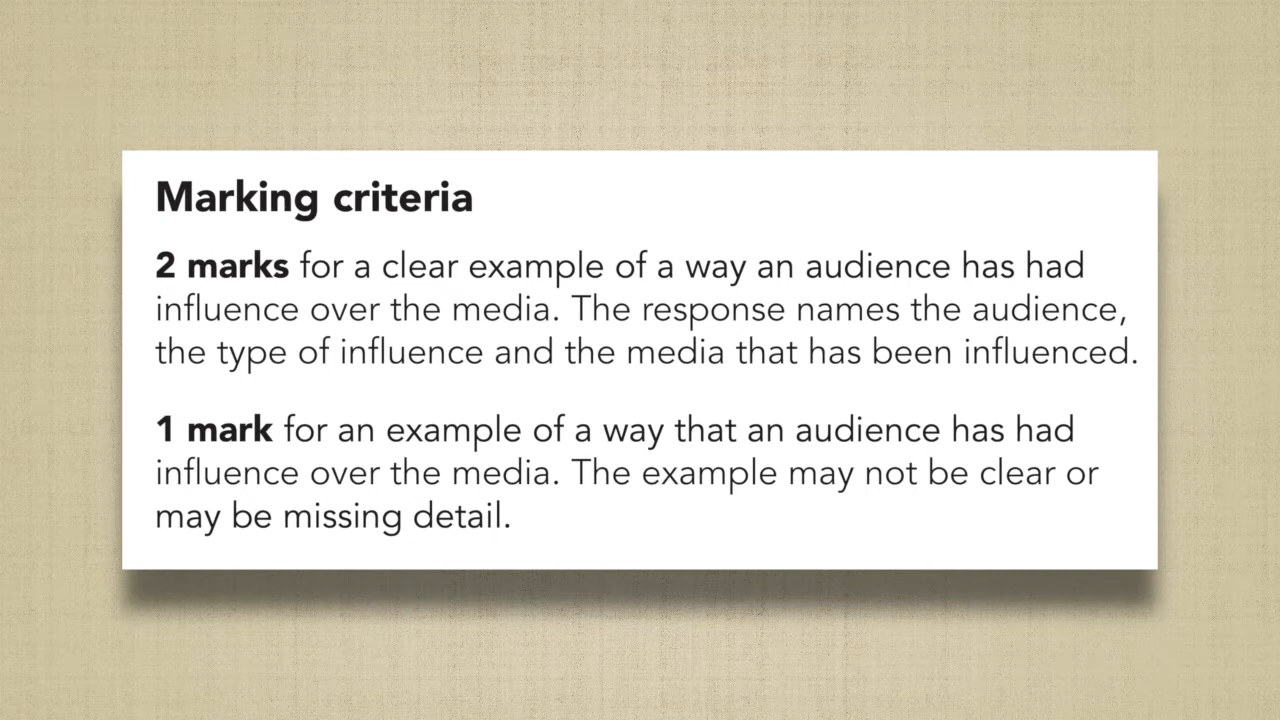 Marking criteria
2 marks for a clear example of a way an audience has had
influence over the media. The response names the audience,
the type of influence and the media that has been influenced.
1 mark for an example of a way that an audience has had
influence over the media. The example may not be clear or
may be missing detail.